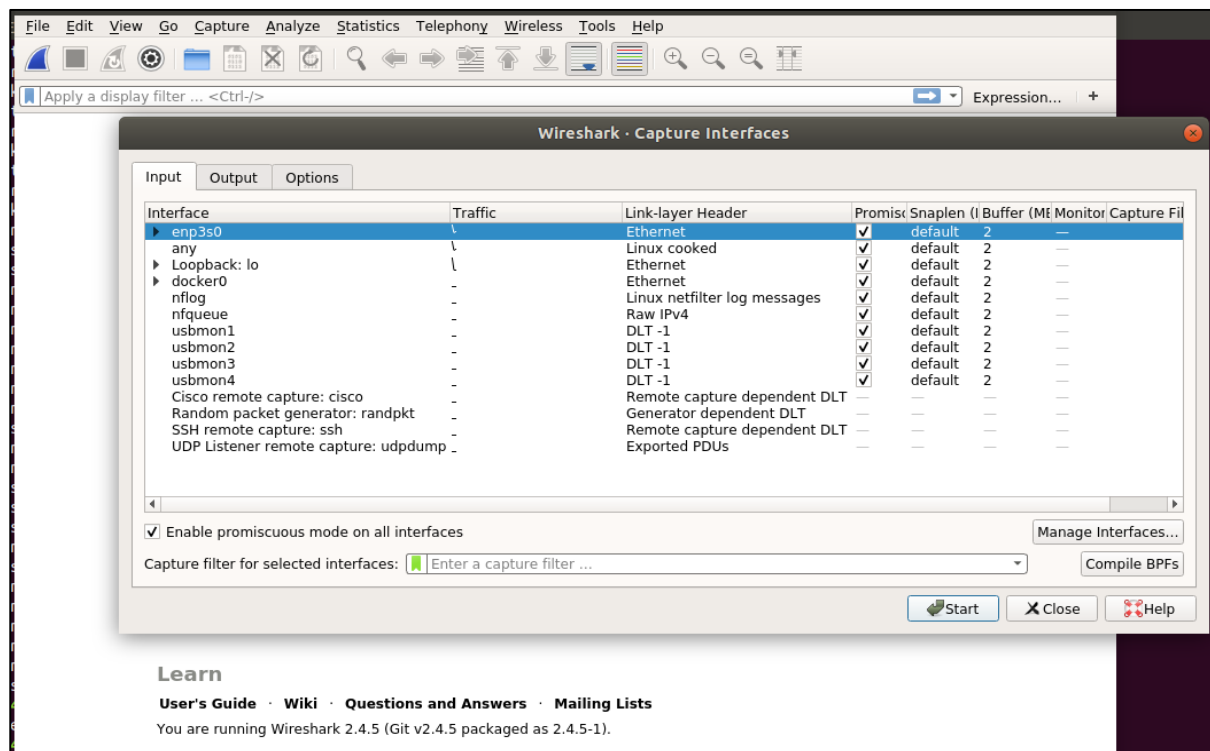 File Edit View Go Capture Analyze Statistics Telephony Wireless Tools Help
Apply a display filter ... <Ctrl-/> Expression... +
Wireshark · Capture Interfaces
Input Output Options
Interface Traffic Link-layer Header Promisc Snaplen ( Buffer (ME Monitor Capture Fil
enp3s0 Ethernet default 2 —
any Linux cooked default 2 —
Loopback: lo Ethernet default 2 —
docker0 Ethernet default 2 —
nflog Linux netfilter log messages default 2 —
nfqueue Raw IPv4 default 2 —
usbmon1 DLT -1 default 2 —
usbmon2 DLT -1 default 2 —
usbmon3 DLT -1 default 2 —
usbmon4 DLT -1 default 2 —
Cisco remote capture: cisco Remote capture dependent DLT — — — —
Random packet generator: randpkt Generator dependent DLT — — — —
SSH remote capture: ssh Remote capture dependent DLT — — — —
UDP Listener remote capture: udpdump Exported PDUs — — — —
Enable promiscuous mode on all interfaces Manage Interfaces...
Capture filter for selected interfaces: Enter a capture filter ... Compile BPFs
Start Close Help
Learn
User's Guide · Wiki · Questions and Answers · Mailing Lists
You are running Wireshark 2.4.5 (Git v2.4.5 packaged as 2.4.5-1).